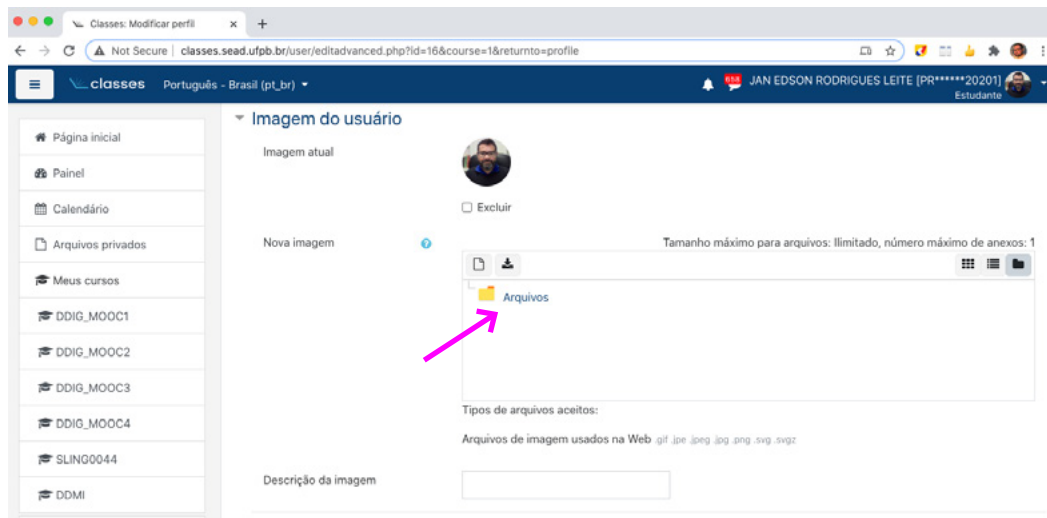 Classes: Modificar perfil
Not Secure | classes.sead.ufpb.br/user/editadvanced.php?id=16&course=1&returnto=profile
classes Português - Brasil (pt_br)
658
JAN EDSON RODRIGUES LEITE [PR******20201]
Estudante
Página inicial
Painel
Calendário
Arquivos privados
Meus cursos
DDIG_MOOC1
DDIG_MOOC2
DDIG_MOOC3
DDIG_MOOC4
SLING0044
DDMI
Imagem do usuário
Imagem atual
Excluir
Nova imagem
Tamanho máximo para arquivos: Ilimitado, número máximo de anexos: 1
Arquivos
Tipos de arquivos aceitos:
Arquivos de imagem usados na Web .gif .jpe .jpeg .jpg .png .svg .svgz
Descrição da imagem